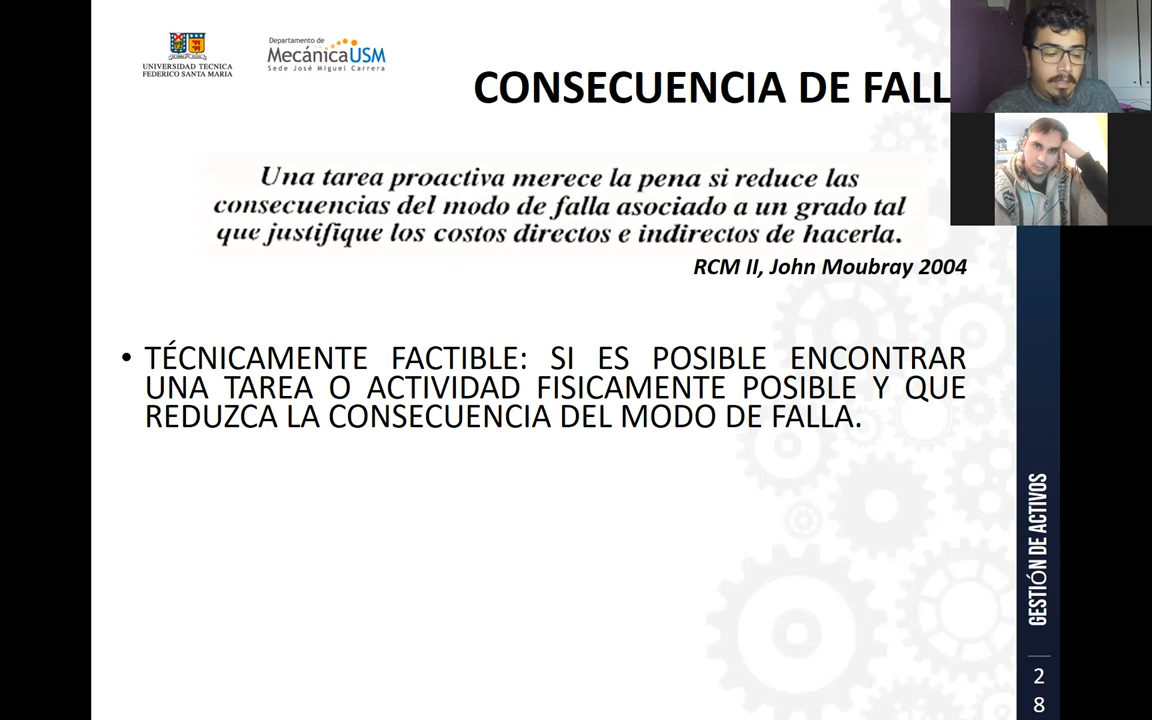 UNIVERSIDAD TECNICA
FEDERICO SANTA MARIA
Departamento de
MecánicaUSM
Sede José Miguel Carrera
CONSECUENCIA DE FALL
Una tarea proactiva merece la pena si reduce las
consecuencias del modo de falla asociado a un grado tal
que justifique los costos directos e indirectos de hacerla.
RCM II, John Moubray 2004
• TÉCNICAMENTE FACTIBLE: SI ES POSIBLE ENCONTRAR
UNA TAREA O ACTIVIDAD FISICAMENTE POSIBLE Y QUE
REDUZCA LA CONSECUENCIA DEL MODO DE FALLA.
GESTIÓN DE ACTIVOS
2
8